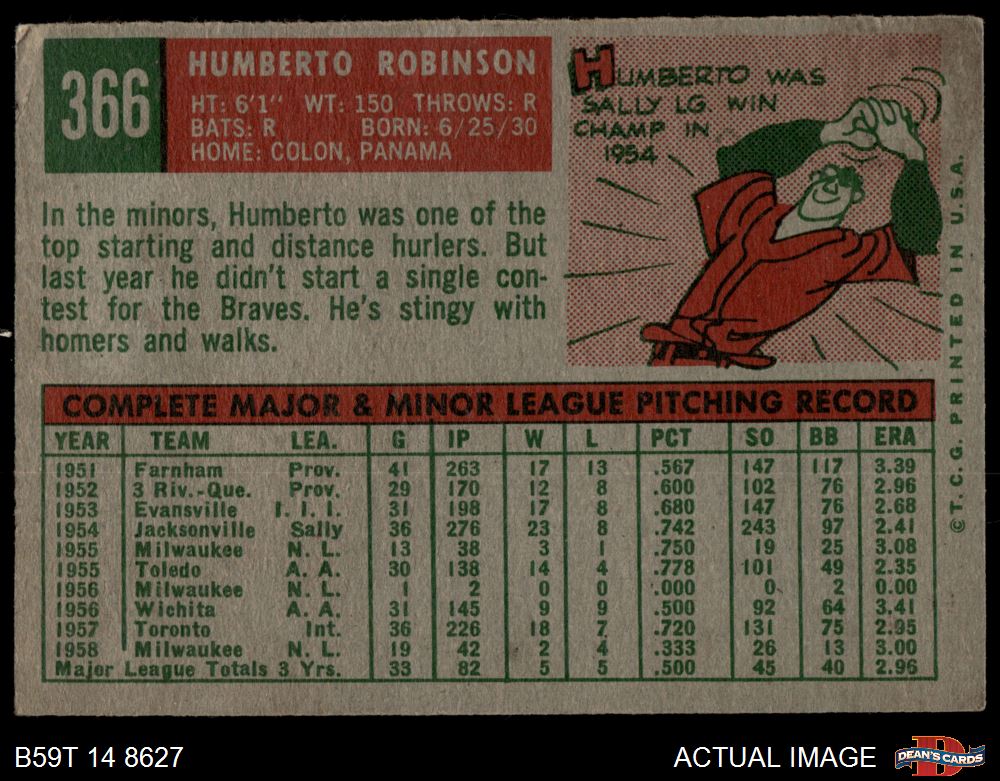 366
HUMBERTO ROBINSON
HT: 6'1" WT: 150 THROWS: R
BATS: R BORN: 6/25/30
HOME: COLON, PANAMA
HUMBERTO WAS
SALLY LG. WIN
CHAMP IN
1954
In the minors, Humberto was one of the
top starting and distance hurlers. But
last year he didn't start a single con-
test for the Braves. He's stingy with
homers and walks.
COMPLETE MAJOR & MINOR LEAGUE PITCHING RECORD
YEAR TEAM LEA. G IP W L PCT SO BB ERA
1951 Farnham Prov. 41 263 17 13 .567 147 117 3.39
1952 3 Riv.-Que. Prov. 29 170 12 8 .600 102 76 2.96
1953 Evansville I. I. I. 31 198 17 8 .680 147 76 2.68
1954 Jacksonville Sally 36 276 23 8 .742 243 97 2.41
1955 Milwaukee N. L. 13 38 3 1 .750 19 25 3.08
1955 Toledo A. A. 30 138 14 4 .778 101 49 2.35
1956 Milwaukee N. L. 1 2 0 0 .000 0 2 0.00
1956 Wichita A. A. 31 145 9 9 .500 92 64 3.41
1957 Toronto Int. 36 226 18 7 .720 131 75 2.95
1958 Milwaukee N. L. 19 42 2 4 .333 26 13 3.00
Major League Totals 3 Yrs. 33 82 5 5 .500 45 40 2.96
© T. C. G. PRINTED IN U.S.A.
B59T 14 8627
ACTUAL IMAGE
D
DEAN'S CARDS